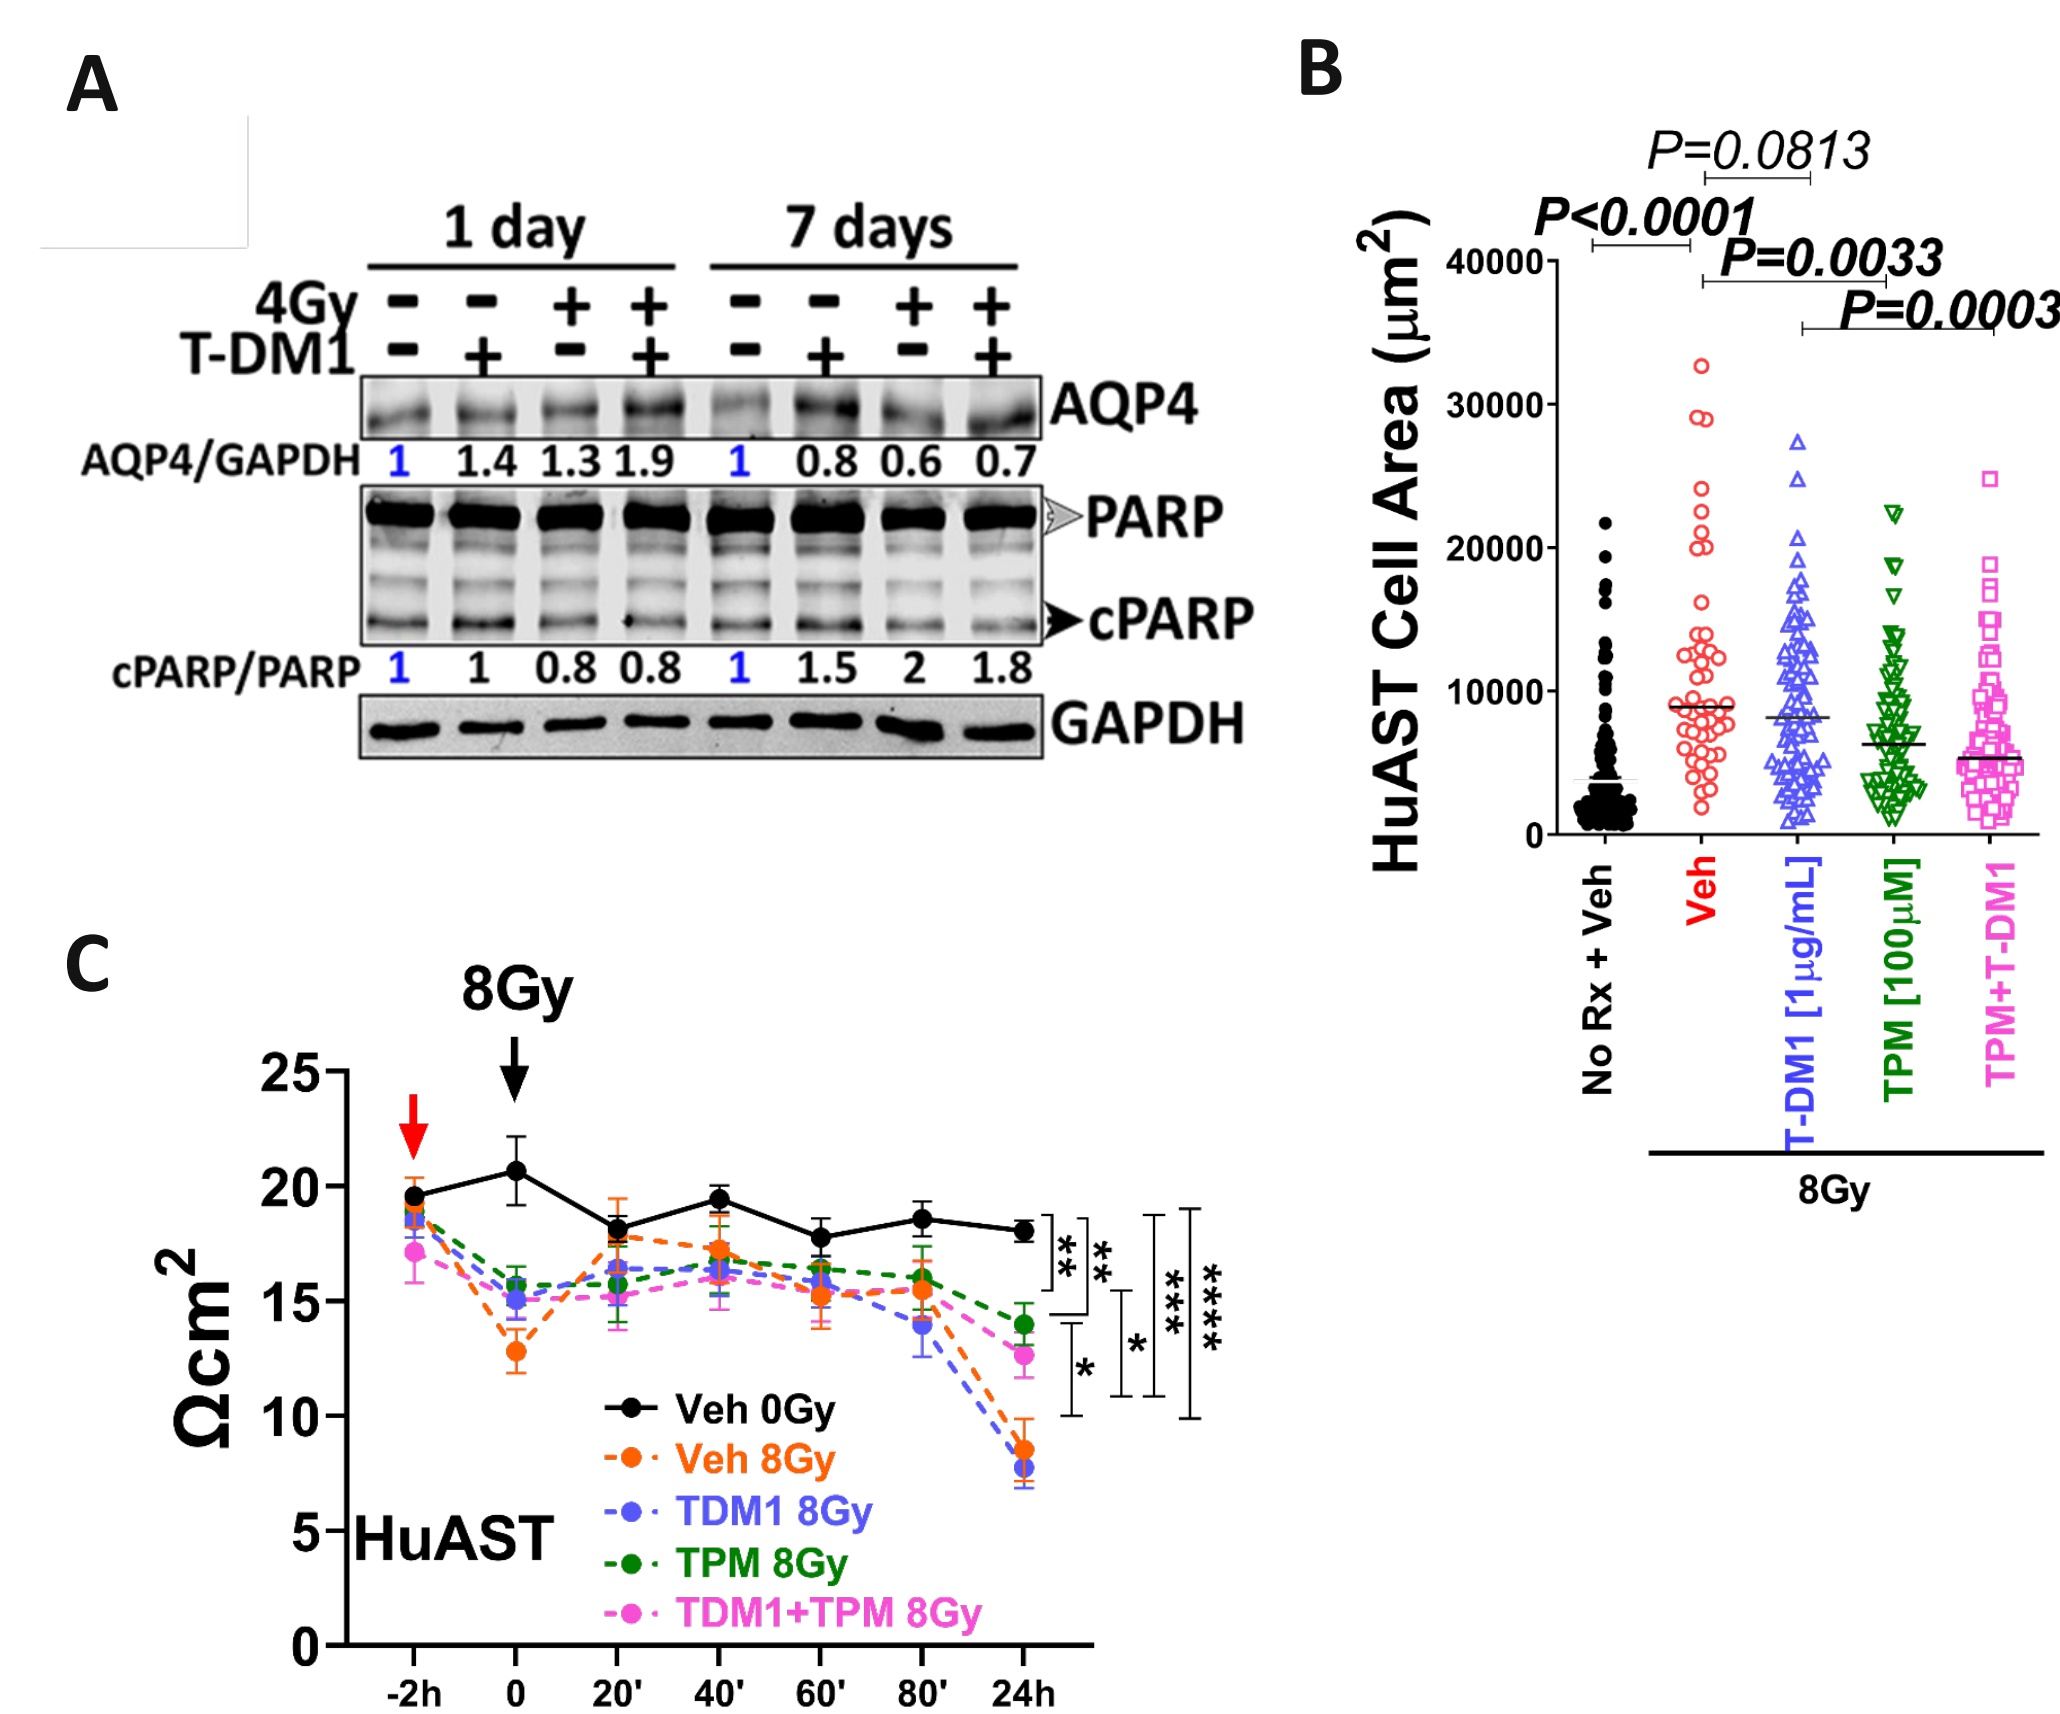 A
1 day 7 days
4Gy - - + + - - + +
T-DM1 - + - + - + - +
AQP4
AQP4/GAPDH 1 1.4 1.3 1.9 1 0.8 0.6 0.7
PARP
cPARP
cPARP/PARP 1 1 0.8 0.8 1 1.5 2 1.8
GAPDH
B
P=0.0813
P<0.0001
P=0.0033
P=0.0003
HuAST Cell Area (μm²)
40000
30000
20000
10000
0
No Rx + Veh
Veh
T-DM1 [1μg/mL]
TPM [100μM]
TPM+T-DM1
8Gy
C
8Gy
Ωcm²
25
20
15
10
5
0
** ** * * *** ****
Veh 0Gy
Veh 8Gy
TDM1 8Gy
TPM 8Gy
TDM1+TPM 8Gy
HuAST
-2h 0 20' 40' 60' 80' 24h